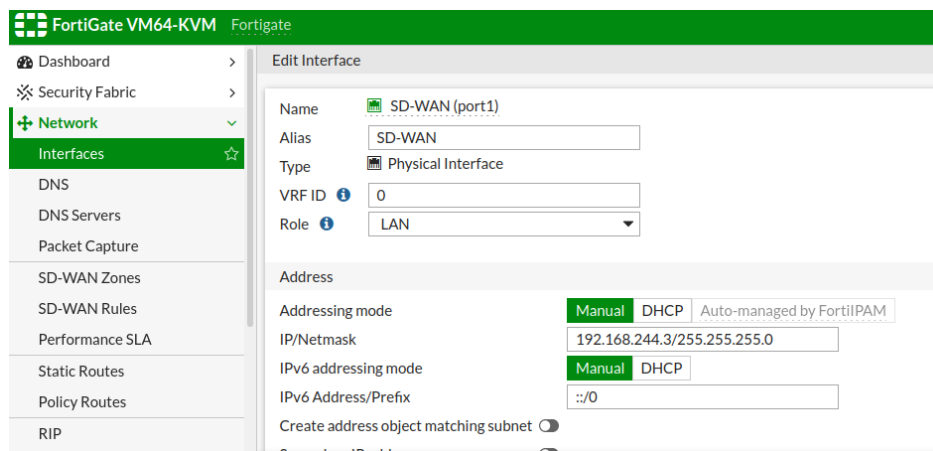 FortiGate VM64-KVM Fortigate
Dashboard
Security Fabric
Network
Interfaces
DNS
DNS Servers
Packet Capture
SD-WAN Zones
SD-WAN Rules
Performance SLA
Static Routes
Policy Routes
RIP
Edit Interface
Name SD-WAN (port1)
Alias SD-WAN
Type Physical Interface
VRF ID 0
Role LAN
Address
Addressing mode Manual DHCP Auto-managed by FortiIPAM
IP/Netmask 192.168.244.3/255.255.255.0
IPv6 addressing mode Manual DHCP
IPv6 Address/Prefix ::/0
Create address object matching subnet